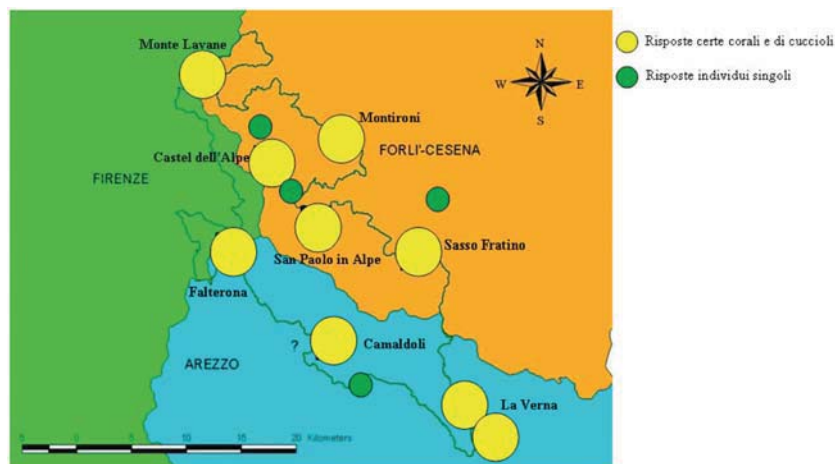 Monte Lavane
Risposte certe corali e di cuccioli
Risposte individui singoli
N
W E
S
Montironi
FORLI'-CESENA
Castel dell'Alpe
FIRENZE
Sasso Fratino
San Paolo in Alpe
Falterona
?
Camaldoli
AREZZO
La Verna
5 0 5 10 15 20 Kilometers